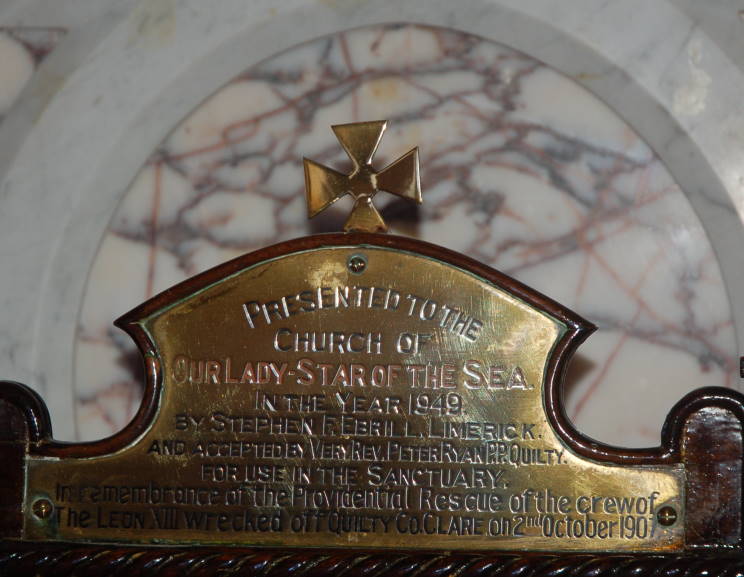 PRESENTED TO THE
CHURCH OF
OUR LADY-STAR OF THE SEA.
IN THE YEAR 1949.
BY STEPHEN F. EBRILL, LIMERICK.
AND ACCEPTED BY VERY REV. PETER RYAN P.P. QUILTY.
FOR USE IN THE SANCTUARY.
In remembrance of the Providential Rescue of the crew of
The LEON XIII wrecked off QUILTY CO. CLARE on 2nd October 1907